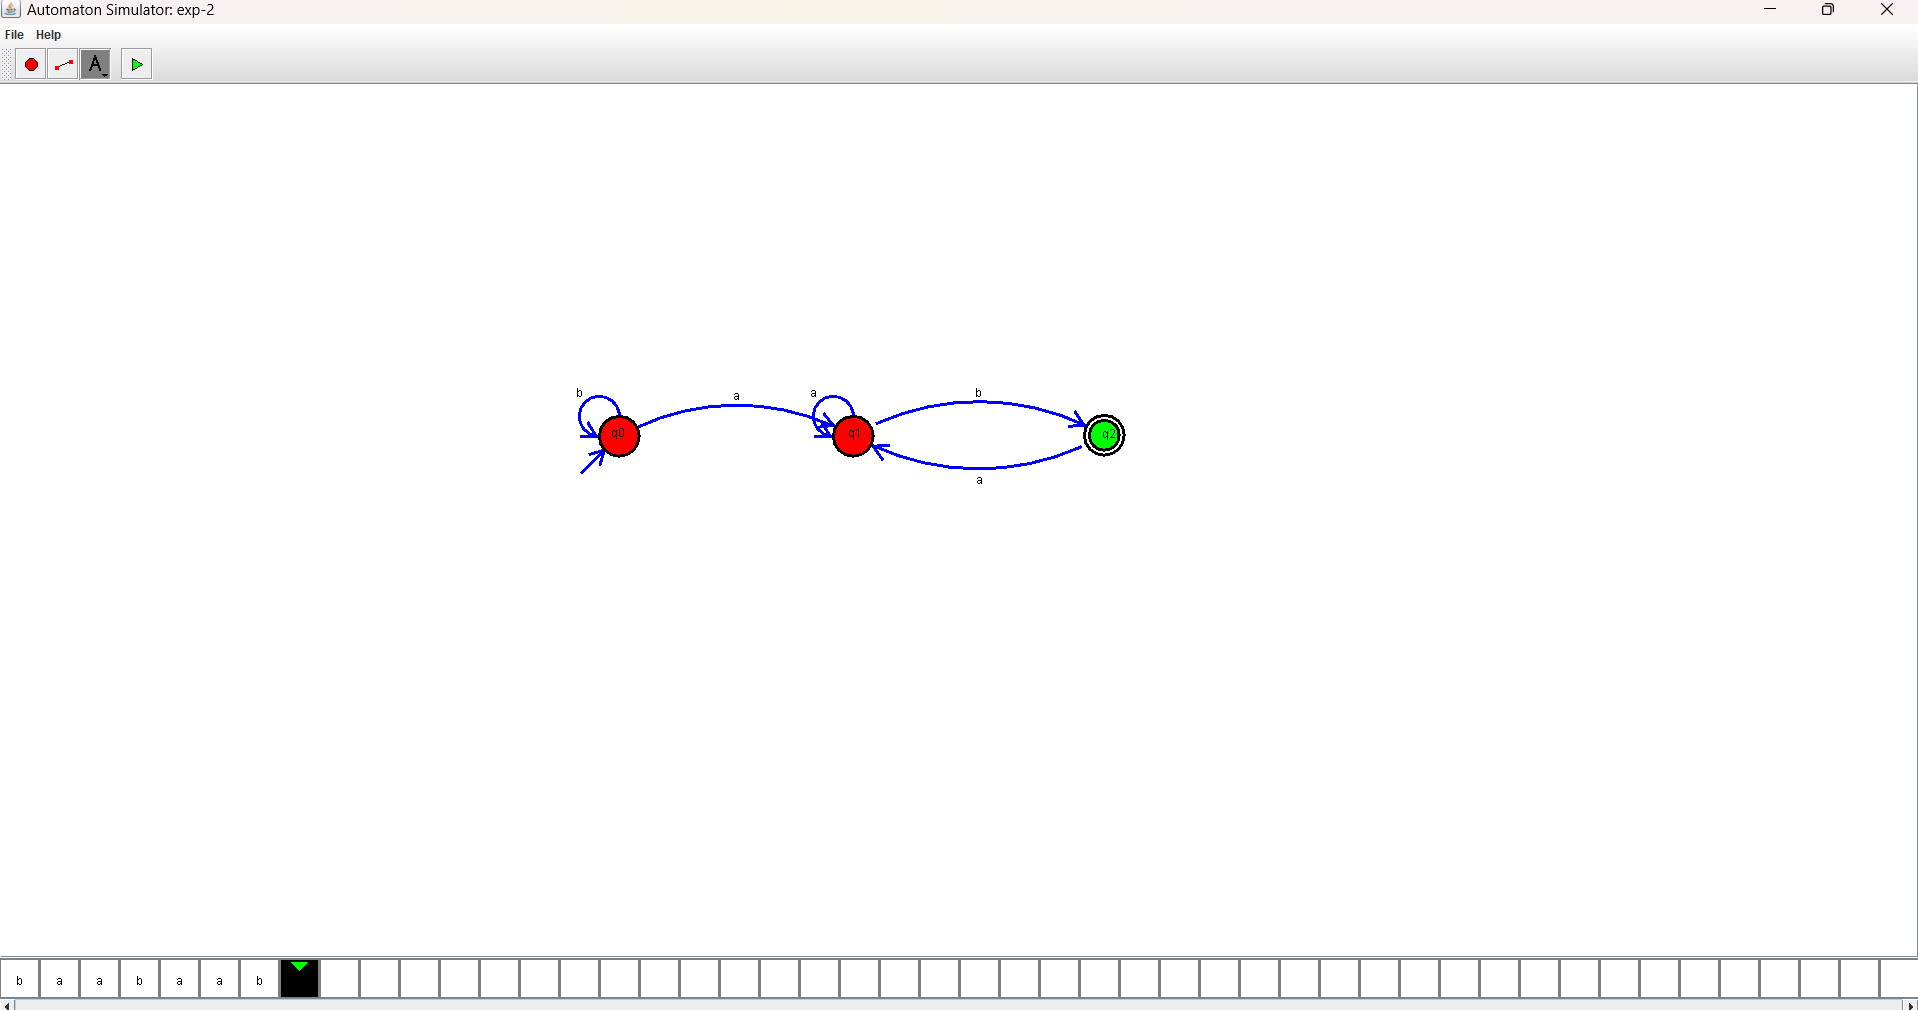 Automaton Simulator: exp-2
File Help
A
b a a b
q0 q1 q2
a
b a a b a a b